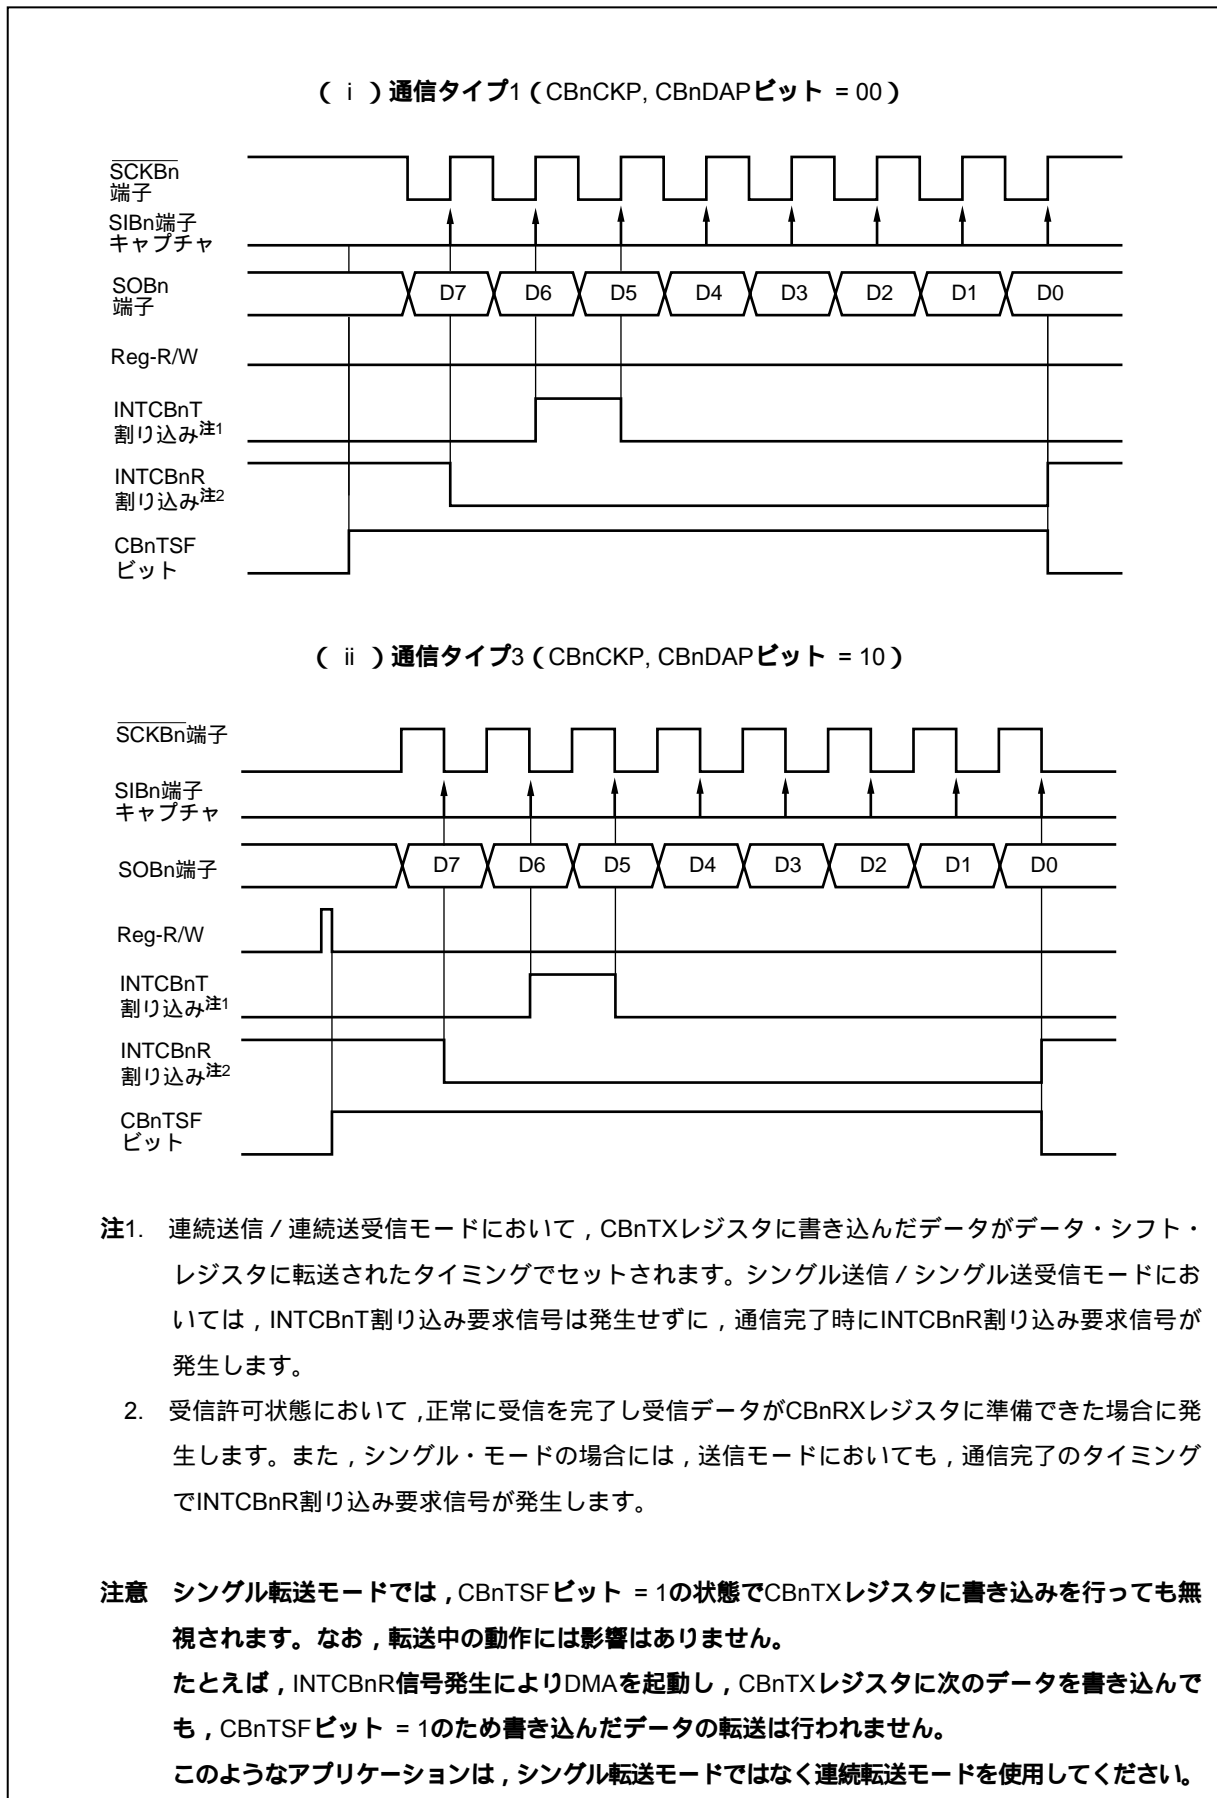 ( i )通信タイプ1(CBnCKP, CBnDAPビット = 00)
SCKBn
端子
SIBn端子
キャプチャ
SOBn
端子
D7 D6 D5 D4 D3 D2 D1 D0
Reg-R/W
INTCBnT
割り込み注1
INTCBnR
割り込み注2
CBnTSF
ビット
( ii )通信タイプ3(CBnCKP, CBnDAPビット = 10)
SCKBn端子
SIBn端子
キャプチャ
SOBn端子
D7 D6 D5 D4 D3 D2 D1 D0
Reg-R/W
INTCBnT
割り込み注1
INTCBnR
割り込み注2
CBnTSF
ビット
注1. 連続送信/連続送受信モードにおいて,CBnTXレジスタに書き込んだデータがデータ・シフト・
レジスタに転送されたタイミングでセットされます。シングル送信/シングル送受信モードにお
いては,INTCBnT割り込み要求信号は発生せずに,通信完了時にINTCBnR割り込み要求信号が
発生します。
2. 受信許可状態において,正常に受信を完了し受信データがCBnRXレジスタに準備できた場合に発
生します。また,シングル・モードの場合には,送信モードにおいても,通信完了のタイミング
でINTCBnR割り込み要求信号が発生します。
注意 シングル転送モードでは,CBnTSFビット = 1の状態でCBnTXレジスタに書き込みを行っても無
視されます。なお,転送中の動作には影響はありません。
たとえば,INTCBnR信号発生によりDMAを起動し,CBnTXレジスタに次のデータを書き込んで
も,CBnTSFビット = 1のため書き込んだデータの転送は行われません。
このようなアプリケーションは,シングル転送モードではなく連続転送モードを使用してください。